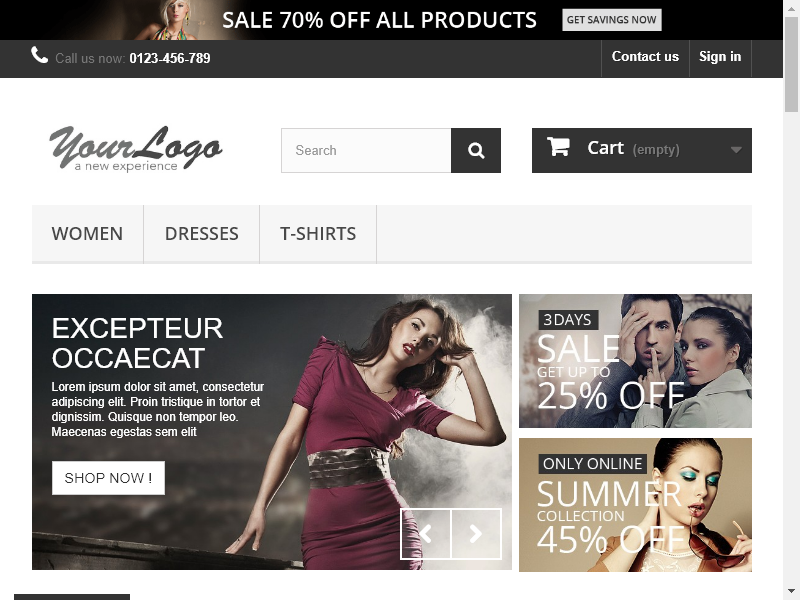 SALE 70% OFF ALL PRODUCTS GET SAVINGS NOW
Call us now: 0123-456-789 Contact us Sign in
YourLogo
a new experience
Search
Cart (empty)
WOMEN DRESSES T-SHIRTS
EXCEPTEUR
OCCAECAT
Lorem ipsum dolor sit amet, consectetur
adipiscing elit. Proin tristique in tortor et
dignissim. Quisque non tempor leo.
Maecenas egestas sem elit
SHOP NOW !
3DAYS
SALE
GET UP TO
25% OFF
ONLY ONLINE
SUMMER
COLLECTION
45% OFF